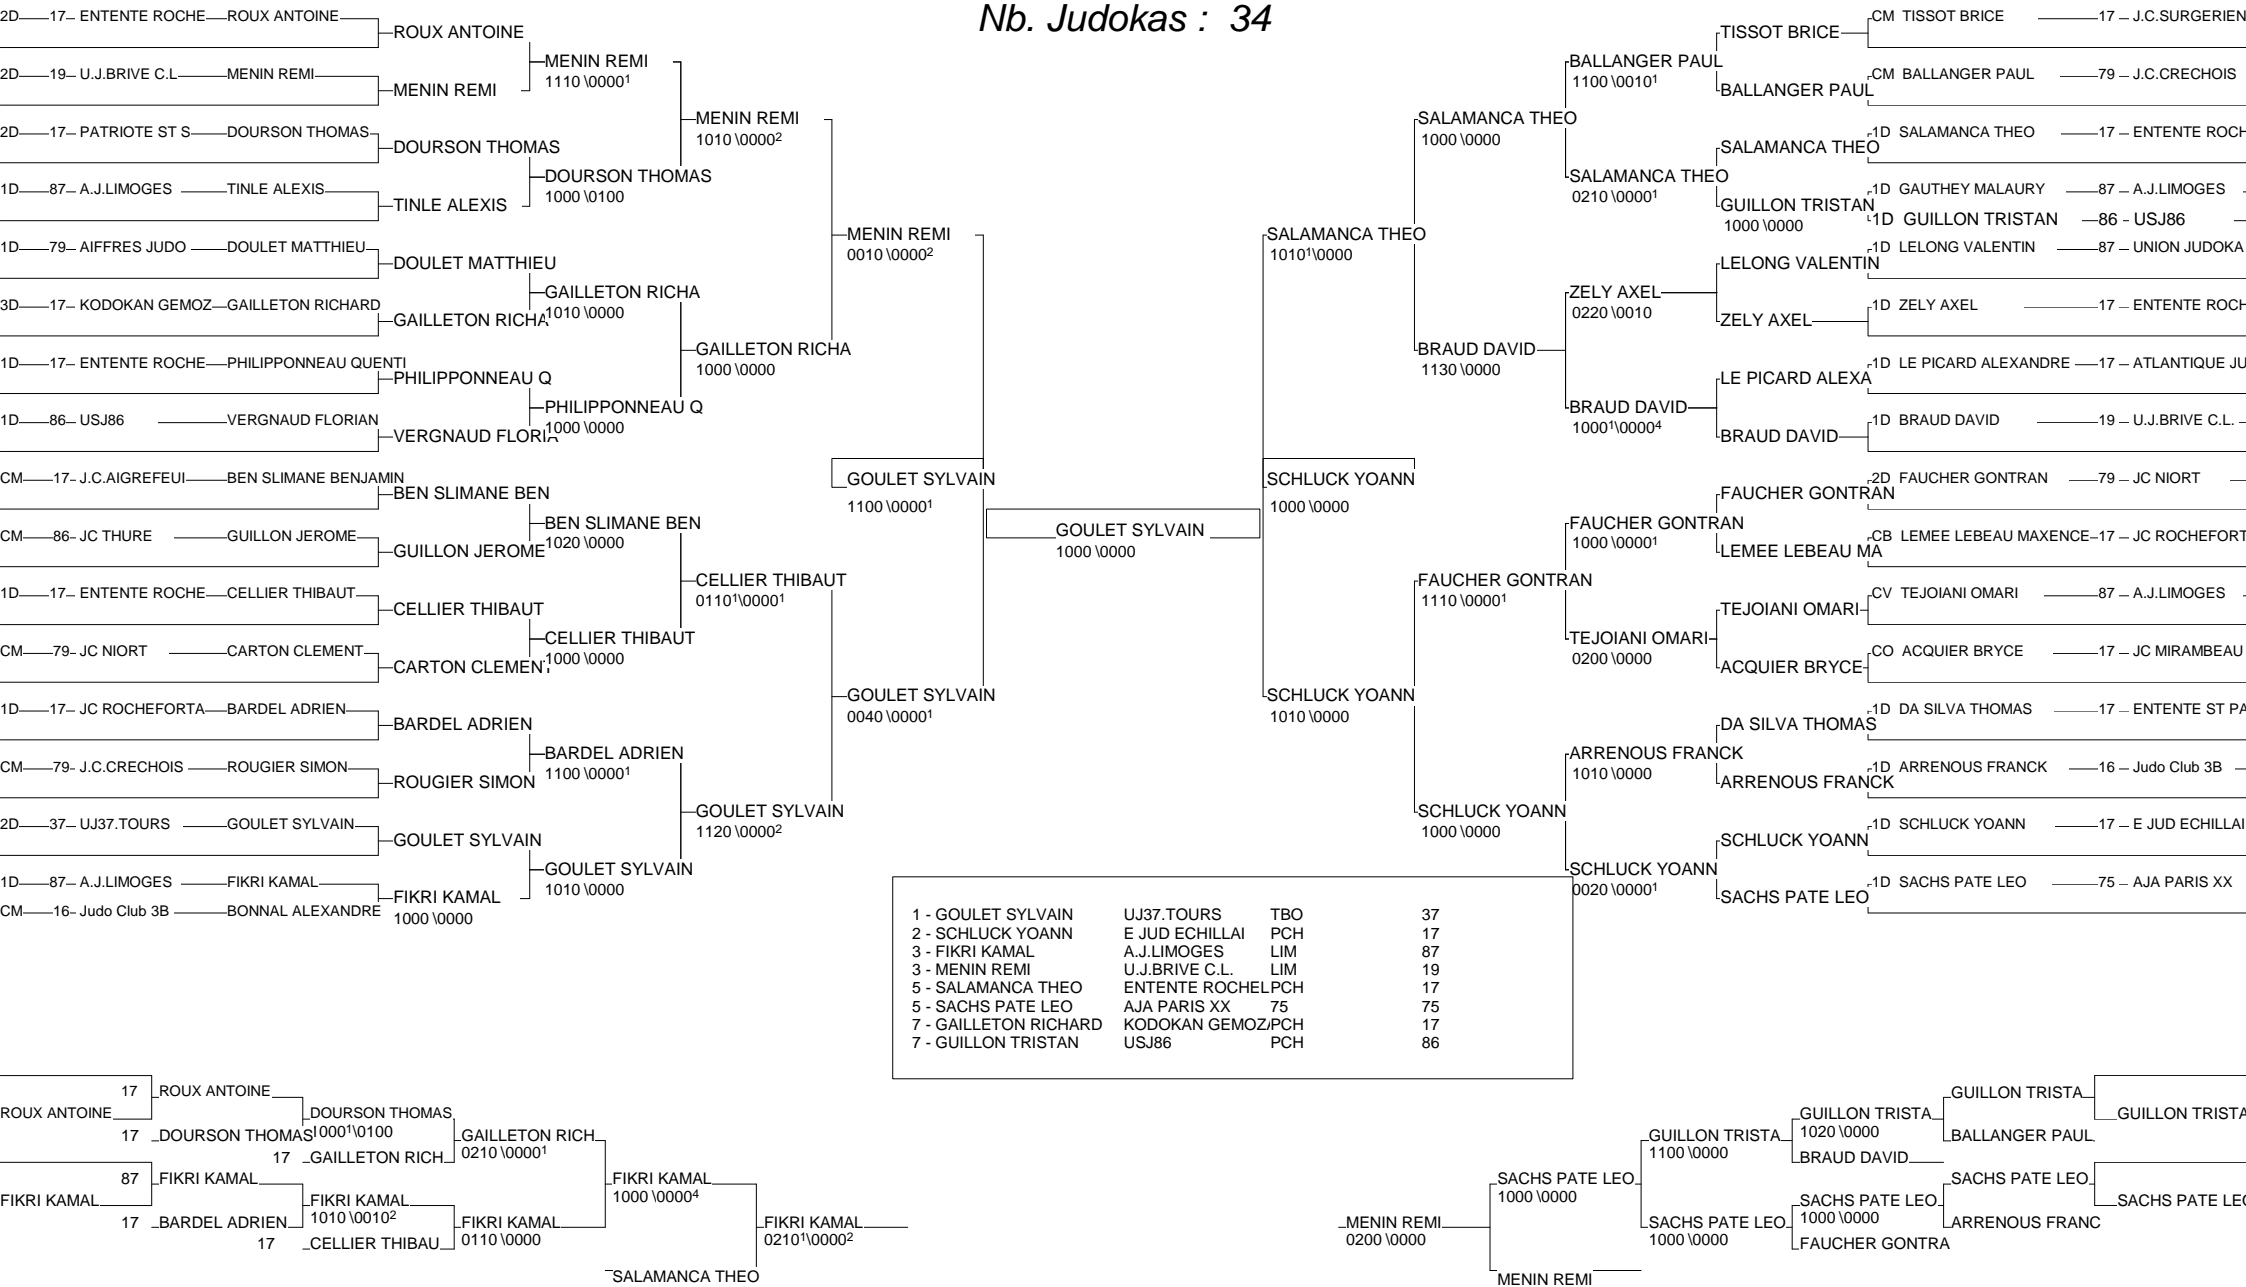 Nb. Judokas : 34
2D 17 ENTENTE ROCHE ROUX ANTOINE
2D 19 U.J.BRIVE C.L MENIN REMI
2D 17 PATRIOTE ST S DOURSON THOMAS
1D 87 A.J.LIMOGES TINLE ALEXIS
1D 79 AIFFRES JUDO DOULET MATTHIEU
3D 17 KODOKAN GEMOZ GAILLETON RICHARD
1D 17 ENTENTE ROCHE PHILIPPONNEAU QUENTI
1D 86 USJ86 VERGNAUD FLORIAN
CM 17 J.C.AIGREFEUI BEN SLIMANE BENJAMIN
CM 86 JC THURE GUILLON JEROME
1D 17 ENTENTE ROCHE CELLIER THIBAUT
CM 79 JC NIORT CARTON CLEMENT
1D 17 JC ROCHEFORTA BARDEL ADRIEN
CM 79 J.C.CRECHOIS ROUGIER SIMON
2D 37 UJ37.TOURS GOULET SYLVAIN
1D 87 A.J.LIMOGES FIKRI KAMAL
CM 16 Judo Club 3B BONNAL ALEXANDRE
ROUX ANTOINE
MENIN REMI
DOURSON THOMAS
TINLE ALEXIS
DOULET MATTHIEU
GAILLETON RICHA
PHILIPPONNEAU Q
VERGNAUD FLORIA
BEN SLIMANE BEN
GUILLON JEROME
CELLIER THIBAUT
CARTON CLEMENT
BARDEL ADRIEN
ROUGIER SIMON
GOULET SYLVAIN
FIKRI KAMAL
1000 \0000
MENIN REMI
1110 \0000¹
DOURSON THOMAS
1000 \0100
GAILLETON RICHA
1010 \0000
PHILIPPONNEAU Q
1000 \0000
BEN SLIMANE BEN
1020 \0000
CELLIER THIBAUT
1000 \0000
BARDEL ADRIEN
1100 \0000¹
GOULET SYLVAIN
1010 \0000
MENIN REMI
1010 \0000²
GAILLETON RICHA
1000 \0000
CELLIER THIBAUT
0110¹\0000¹
GOULET SYLVAIN
1120 \0000²
MENIN REMI
0010 \0000²
GOULET SYLVAIN
1100 \0000¹
GOULET SYLVAIN
0040 \0000¹
GOULET SYLVAIN
1000 \0000
SALAMANCA THEO
1010¹\0000
SCHLUCK YOANN
1000 \0000
SCHLUCK YOANN
1010 \0000
SALAMANCA THEO
1000 \0000
BRAUD DAVID
1130 \0000
FAUCHER GONTRAN
1110 \0000¹
SCHLUCK YOANN
1000 \0000
BALLANGER PAUL
1100 \0010¹
SALAMANCA THEO
0210 \0000¹
ZELY AXEL
0220 \0010
BRAUD DAVID
1000¹\0000⁴
FAUCHER GONTRAN
1000 \0000¹
TEJOIANI OMARI
0200 \0000
ARRENOUS FRANCK
1010 \0000
SCHLUCK YOANN
0020 \0000¹
TISSOT BRICE
BALLANGER PAUL
SALAMANCA THEO
GUILLON TRISTAN
1000 \0000
LELONG VALENTIN
ZELY AXEL
LE PICARD ALEXA
BRAUD DAVID
FAUCHER GONTRAN
LEMEE LEBEAU MA
TEJOIANI OMARI
ACQUIER BRYCE
DA SILVA THOMAS
ARRENOUS FRANCK
SCHLUCK YOANN
SACHS PATE LEO
CM TISSOT BRICE 17 J.C.SURGERIEN
CM BALLANGER PAUL 79 J.C.CRECHOIS
1D SALAMANCA THEO 17 ENTENTE ROCH
1D GAUTHEY MALAURY 87 A.J.LIMOGES
1D GUILLON TRISTAN 86 USJ86
1D LELONG VALENTIN 87 UNION JUDOKA
1D ZELY AXEL 17 ENTENTE ROCH
1D LE PICARD ALEXANDRE 17 ATLANTIQUE JU
1D BRAUD DAVID 19 U.J.BRIVE C.L.
2D FAUCHER GONTRAN 79 JC NIORT
CB LEMEE LEBEAU MAXENCE 17 JC ROCHEFORT
CV TEJOIANI OMARI 87 A.J.LIMOGES
CO ACQUIER BRYCE 17 JC MIRAMBEAU
1D DA SILVA THOMAS 17 ENTENTE ST PA
1D ARRENOUS FRANCK 16 Judo Club 3B
1D SCHLUCK YOANN 17 E JUD ECHILLAI
1D SACHS PATE LEO 75 AJA PARIS XX
1 - GOULET SYLVAIN UJ37.TOURS TBO 37
2 - SCHLUCK YOANN E JUD ECHILLAI PCH 17
3 - FIKRI KAMAL A.J.LIMOGES LIM 87
3 - MENIN REMI U.J.BRIVE C.L. LIM 19
5 - SALAMANCA THEO ENTENTE ROCHEL PCH 17
5 - SACHS PATE LEO AJA PARIS XX 75 75
7 - GAILLETON RICHARD KODOKAN GEMOZ PCH 17
7 - GUILLON TRISTAN USJ86 PCH 86
ROUX ANTOINE
FIKRI KAMAL
17 ROUX ANTOINE
17 DOURSON THOMAS
87 FIKRI KAMAL
17 BARDEL ADRIEN
DOURSON THOMAS
1000¹\0100
17 GAILLETON RICH
FIKRI KAMAL
1010 \0010²
17 CELLIER THIBAU
GAILLETON RICH
0210 \0000¹
FIKRI KAMAL
0110 \0000
FIKRI KAMAL
1000 \0000⁴
SALAMANCA THEO
FIKRI KAMAL
0210¹\0000²
MENIN REMI
0200 \0000
SACHS PATE LEO
1000 \0000
MENIN REMI
GUILLON TRISTA
1100 \0000
SACHS PATE LEO
1000 \0000
GUILLON TRISTA
1020 \0000
BRAUD DAVID
SACHS PATE LEO
1000 \0000
FAUCHER GONTRA
GUILLON TRISTA
BALLANGER PAUL
SACHS PATE LEO
ARRENOUS FRANC
GUILLON TRISTA
SACHS PATE LEO